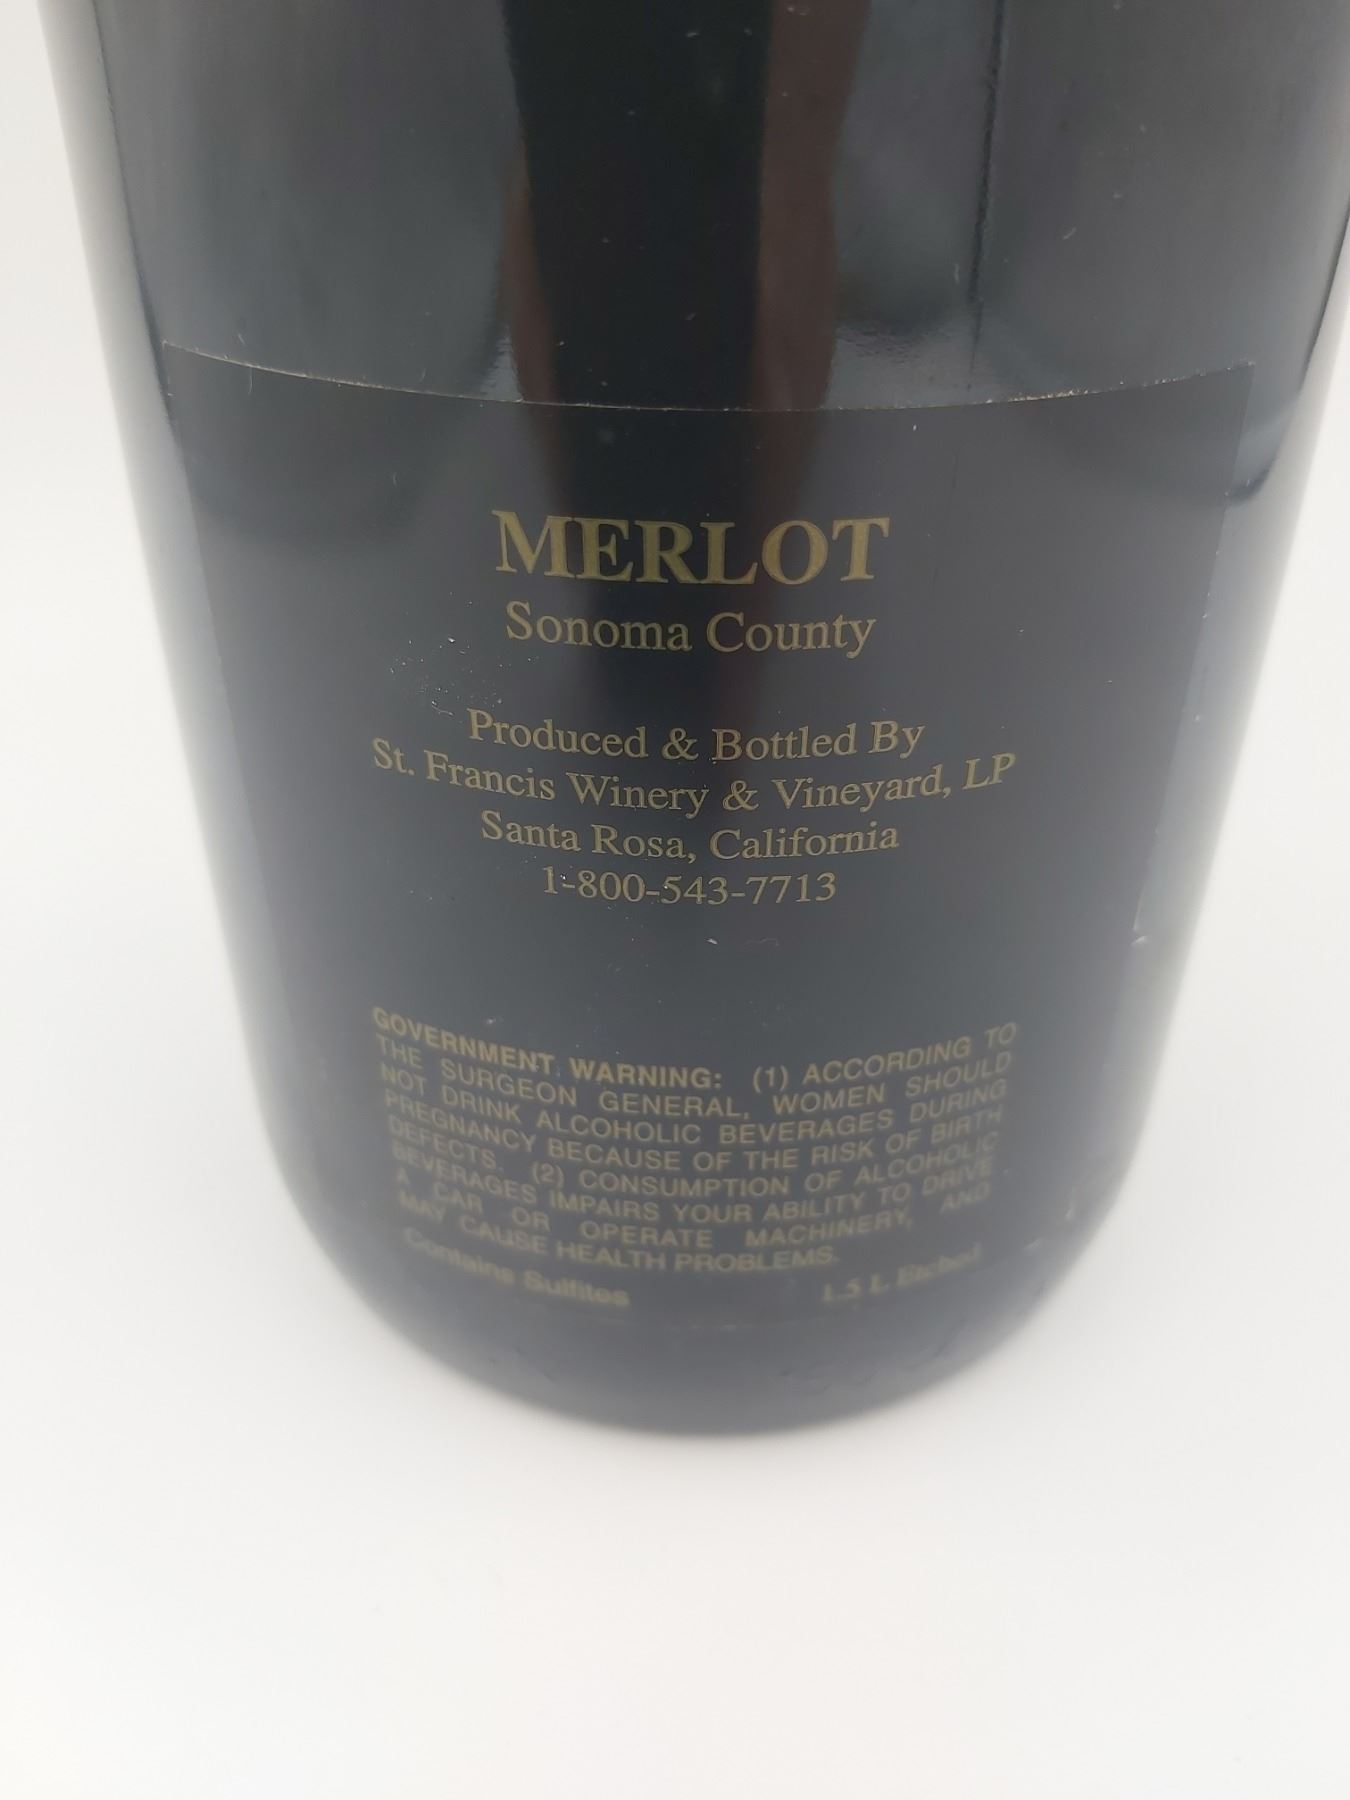 MERLOT
Sonoma County
Produced & Bottled By
St. Francis Winery & Vineyard, LP
Santa Rosa, California
1-800-543-7713
GOVERNMENT WARNING: (1) ACCORDING TO
THE SURGEON GENERAL, WOMEN SHOULD
NOT DRINK ALCOHOLIC BEVERAGES DURING
PREGNANCY BECAUSE OF THE RISK OF BIRTH
DEFECTS. (2) CONSUMPTION OF ALCOHOLIC
BEVERAGES IMPAIRS YOUR ABILITY TO DRIVE
A CAR OR OPERATE MACHINERY, AND
MAY CAUSE HEALTH PROBLEMS.
Contains Sulfites 1.5 L Etched